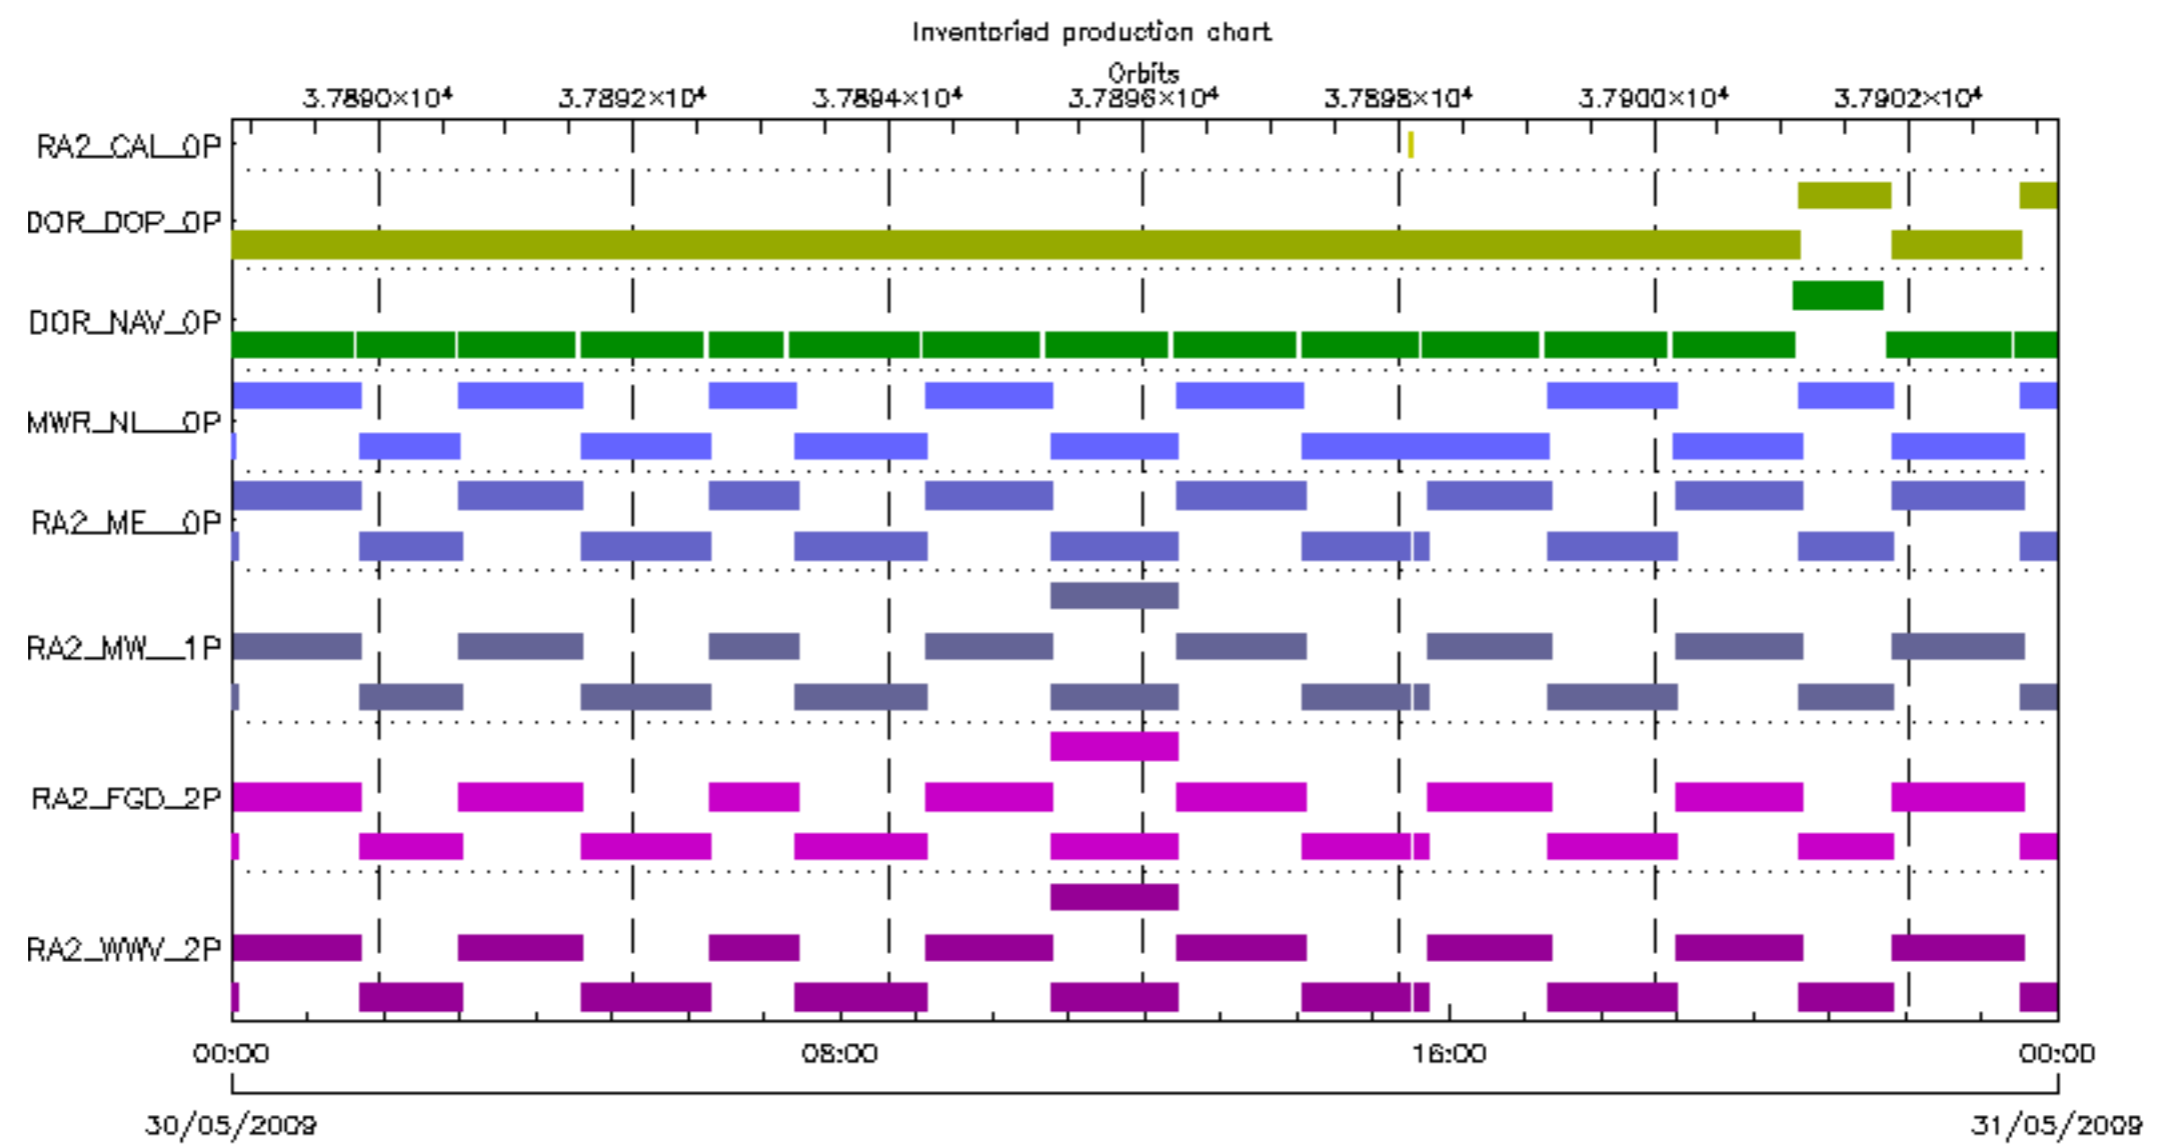 Inventoried production chart
Orbits
3.7890×10⁴ 3.7892×10⁴ 3.7894×10⁴ 3.7896×10⁴ 3.7898×10⁴ 3.7900×10⁴ 3.7902×10⁴
RA2_CAL_0P
DOR_DOP_0P
DOR_NAV_0P
MWR_NL__0P
RA2_ME__0P
RA2_MW__1P
RA2_FGD_2P
RA2_WWV_2P
00:00 08:00 16:00 00:00
30/05/2009 31/05/2009